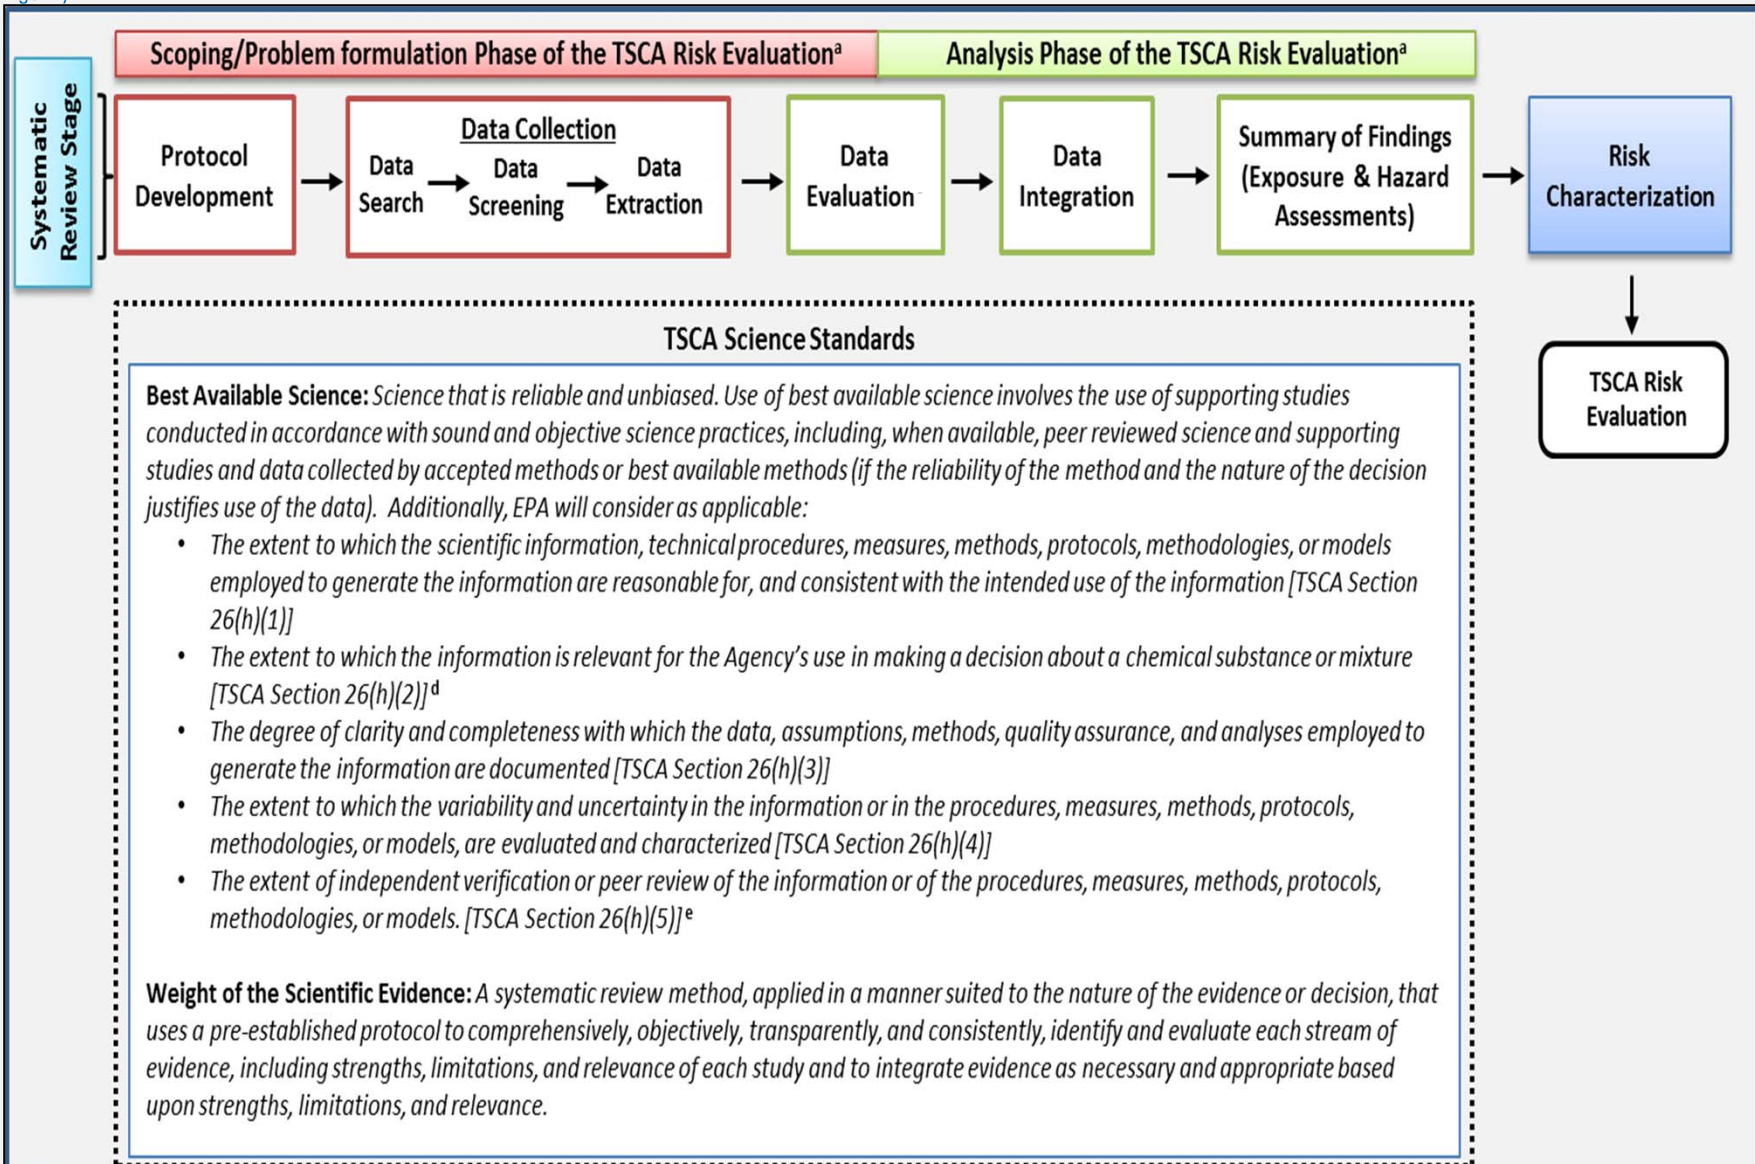 Scoping/Problem formulation Phase of the TSCA Risk Evaluationᵃ
Analysis Phase of the TSCA Risk Evaluationᵃ
Systematic
Review Stage
Protocol
Development
Data Collection
Data
Search
Data
Screening
Data
Extraction
Data
Evaluation
Data
Integration
Summary of Findings
(Exposure & Hazard
Assessments)
Risk
Characterization
TSCA Risk
Evaluation
TSCA Science Standards
Best Available Science: Science that is reliable and unbiased. Use of best available science involves the use of supporting studies
conducted in accordance with sound and objective science practices, including, when available, peer reviewed science and supporting
studies and data collected by accepted methods or best available methods (if the reliability of the method and the nature of the decision
justifies use of the data). Additionally, EPA will consider as applicable:
• The extent to which the scientific information, technical procedures, measures, methods, protocols, methodologies, or models
employed to generate the information are reasonable for, and consistent with the intended use of the information [TSCA Section
26(h)(1)]
• The extent to which the information is relevant for the Agency's use in making a decision about a chemical substance or mixture
[TSCA Section 26(h)(2)]ᵈ
• The degree of clarity and completeness with which the data, assumptions, methods, quality assurance, and analyses employed to
generate the information are documented [TSCA Section 26(h)(3)]
• The extent to which the variability and uncertainty in the information or in the procedures, measures, methods, protocols,
methodologies, or models, are evaluated and characterized [TSCA Section 26(h)(4)]
• The extent of independent verification or peer review of the information or of the procedures, measures, methods, protocols,
methodologies, or models. [TSCA Section 26(h)(5)]ᵉ
Weight of the Scientific Evidence: A systematic review method, applied in a manner suited to the nature of the evidence or decision, that
uses a pre-established protocol to comprehensively, objectively, transparently, and consistently, identify and evaluate each stream of
evidence, including strengths, limitations, and relevance of each study and to integrate evidence as necessary and appropriate based
upon strengths, limitations, and relevance.